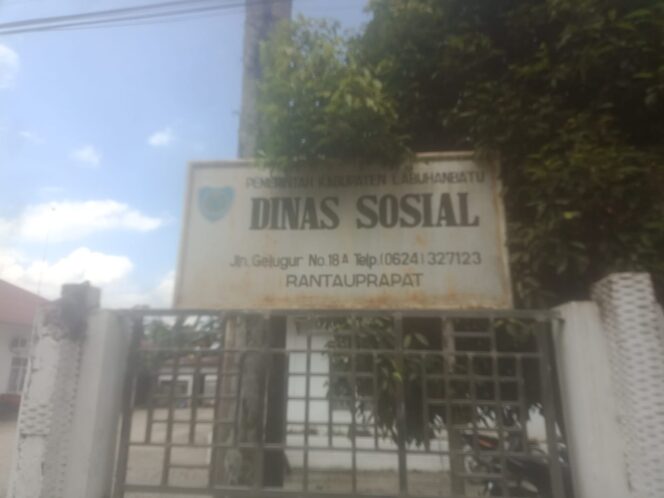 PEMERINTAH KABUPATEN LABUHANBATU
DINAS SOSIAL
Jln. Gelugur No. 18 A Telp. (0624) 327123
RANTAUPRAPAT